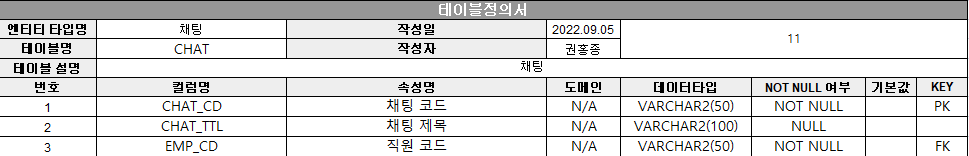 테이블정의서
엔티티 타입명 채팅 작성일 2022.09.05 11
테이블명 CHAT 작성자 권홍종
테이블 설명 채팅
번호 컬럼명 속성명 도메인 데이터타입 NOT NULL 여부 기본값 KEY
1 CHAT_CD 채팅 코드 N/A VARCHAR2(50) NOT NULL PK
2 CHAT_TTL 채팅 제목 N/A VARCHAR2(100) NULL
3 EMP_CD 직원 코드 N/A VARCHAR2(50) NOT NULL FK